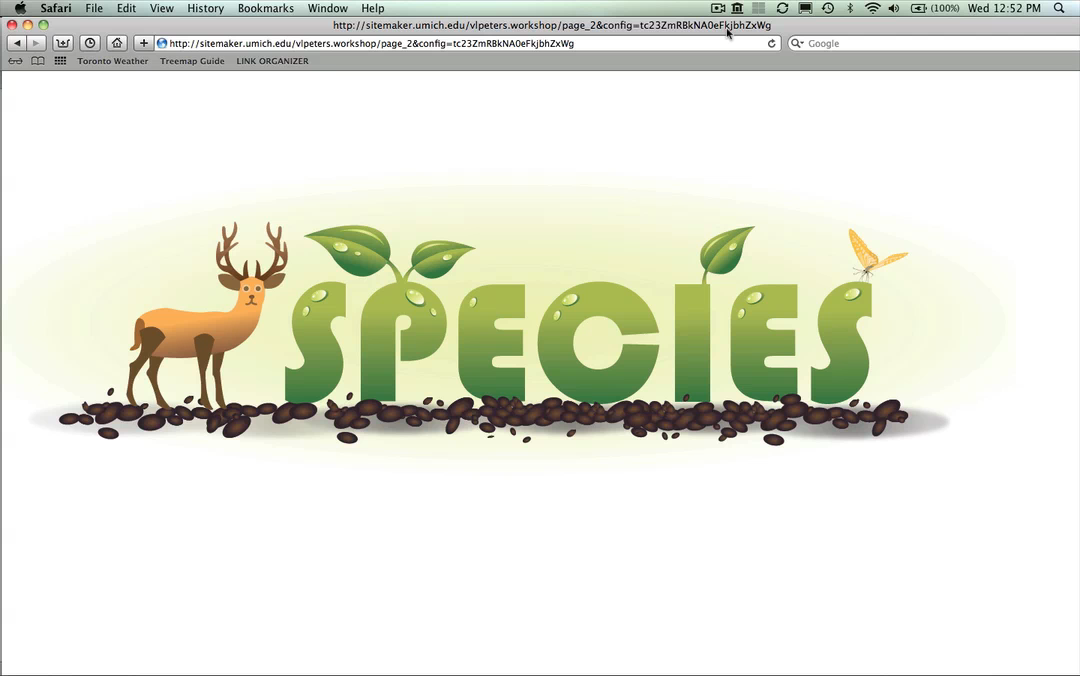 Safari File Edit View History Bookmarks Window Help (100%) Wed 12:52 PM
http://sitemaker.umich.edu/vlpeters.workshop/page_2&config=tc23ZmRBkNA0eFkjbhZxWg
http://sitemaker.umich.edu/vlpeters.workshop/page_2&config=tc23ZmRBkNA0eFkjbhZxWg Google
Toronto Weather Treemap Guide LINK ORGANIZER
SPECIES